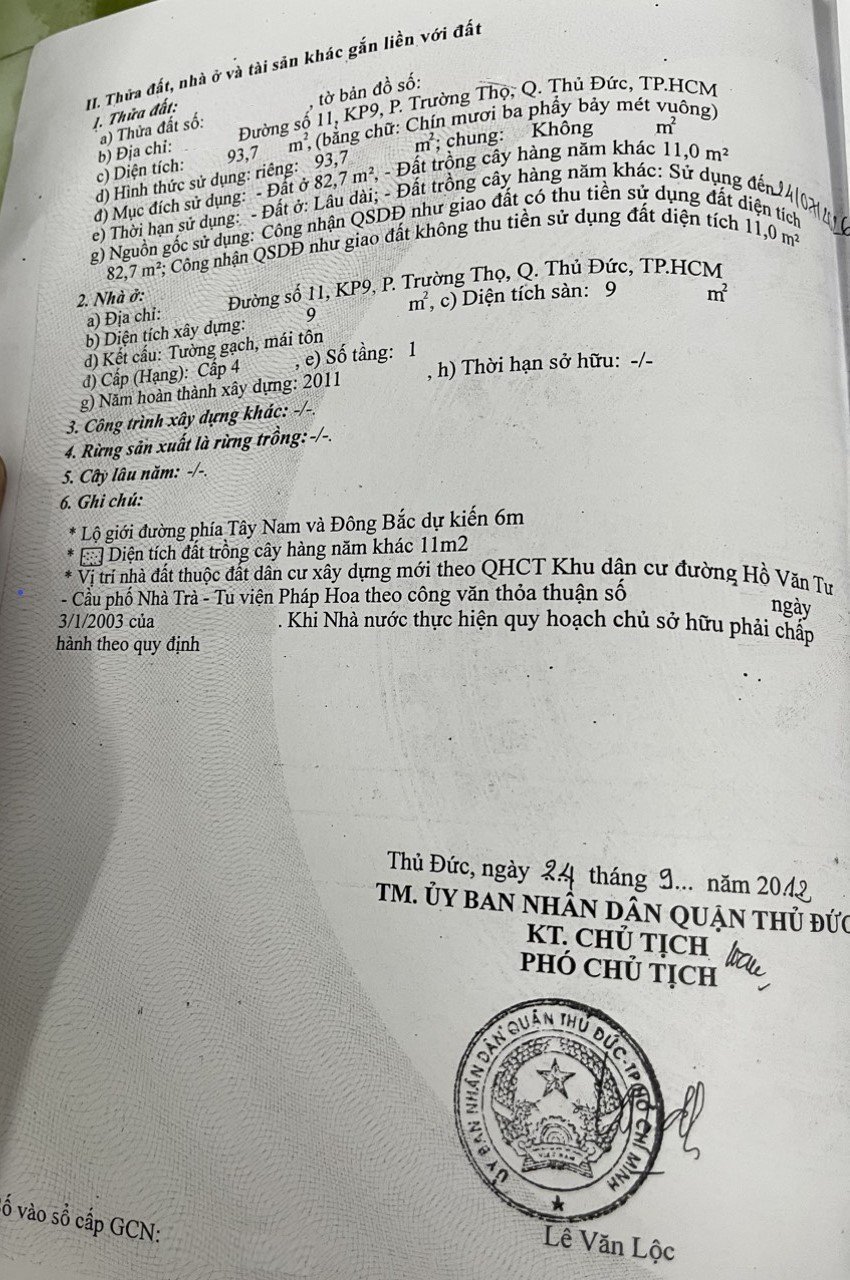 II. Thửa đất, nhà ở và tài sản khác gắn liền với đất
1. Thửa đất:
a) Thửa đất số: , tờ bản đồ số:
b) Địa chỉ: Đường số 11, KP9, P. Trường Thọ, Q. Thủ Đức, TP.HCM
c) Diện tích: 93,7 m², (bằng chữ: Chín mươi ba phẩy bảy mét vuông)
d) Hình thức sử dụng: riêng: 93,7 m²; chung: Không m²
đ) Mục đích sử dụng: - Đất ở 82,7 m², - Đất trồng cây hàng năm khác 11,0 m²
e) Thời hạn sử dụng: - Đất ở: Lâu dài; - Đất trồng cây hàng năm khác: Sử dụng đến
g) Nguồn gốc sử dụng: Công nhận QSDĐ như giao đất có thu tiền sử dụng đất diện tích
82,7 m²; Công nhận QSDĐ như giao đất không thu tiền sử dụng đất diện tích 11,0 m²
2. Nhà ở:
a) Địa chỉ: Đường số 11, KP9, P. Trường Thọ, Q. Thủ Đức, TP.HCM
b) Diện tích xây dựng: 9 m², c) Diện tích sàn: 9 m²
d) Kết cấu: Tường gạch, mái tôn
đ) Cấp (Hạng): Cấp 4 , e) Số tầng: 1
g) Năm hoàn thành xây dựng: 2011 , h) Thời hạn sở hữu: -/-
3. Công trình xây dựng khác: -/-.
4. Rừng sản xuất là rừng trồng: -/-.
5. Cây lâu năm: -/-.
6. Ghi chú:
* Lộ giới đường phía Tây Nam và Đông Bắc dự kiến 6m
* Diện tích đất trồng cây hàng năm khác 11m2
* Vị trí nhà đất thuộc đất dân cư xây dựng mới theo QHCT Khu dân cư đường Hồ Văn Tư
- Cầu phố Nhà Trà - Tu viện Pháp Hoa theo công văn thỏa thuận số ngày
3/1/2003 của . Khi Nhà nước thực hiện quy hoạch chủ sở hữu phải chấp
hành theo quy định
Thủ Đức, ngày 24 tháng 9... năm 2012
TM. ỦY BAN NHÂN DÂN QUẬN THỦ ĐỨC
KT. CHỦ TỊCH
PHÓ CHỦ TỊCH
ỦY BAN NHÂN DÂN QUẬN THỦ ĐỨC-TP HỒ CHÍ MINH
Lê Văn Lộc
Số vào sổ cấp GCN: